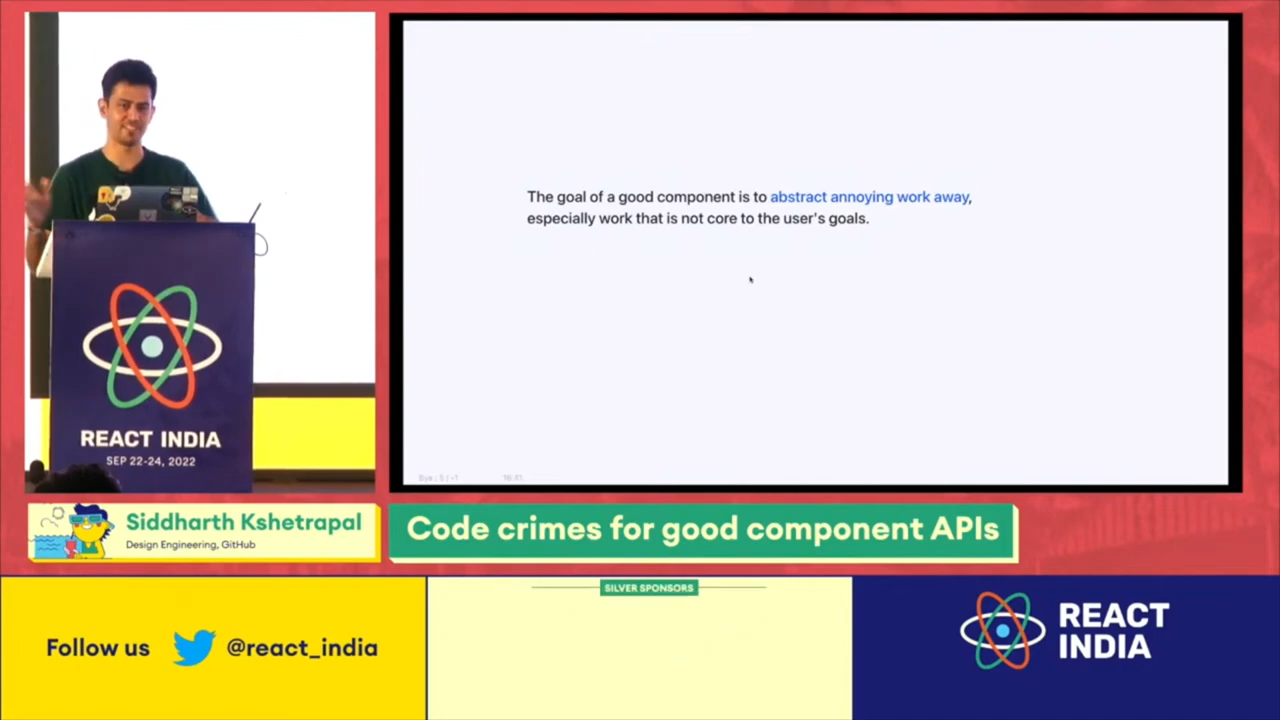 The goal of a good component is to abstract annoying work away,
especially work that is not core to the user's goals.
REACT INDIA
SEP 22-24, 2022
Siddharth Kshetrapal
Design Engineering, GitHub
Code crimes for good component APIs
SILVER SPONSORS
Follow us
@react_india
REACT
INDIA